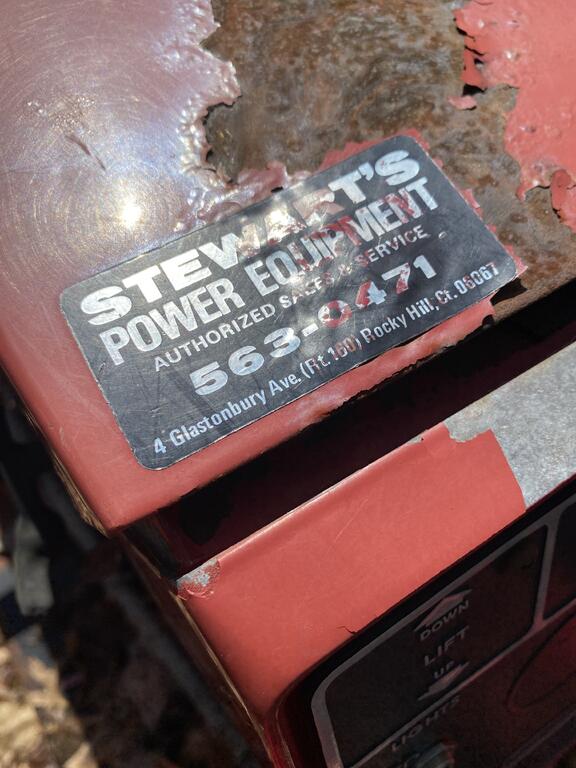 STEWART'S
POWER EQUIPMENT
AUTHORIZED SALES & SERVICE
563-9471
4 Glastonbury Ave. (Rt. 160) Rocky Hill, Ct. 06067
DOWN
LIFT
UP
LIGHTS